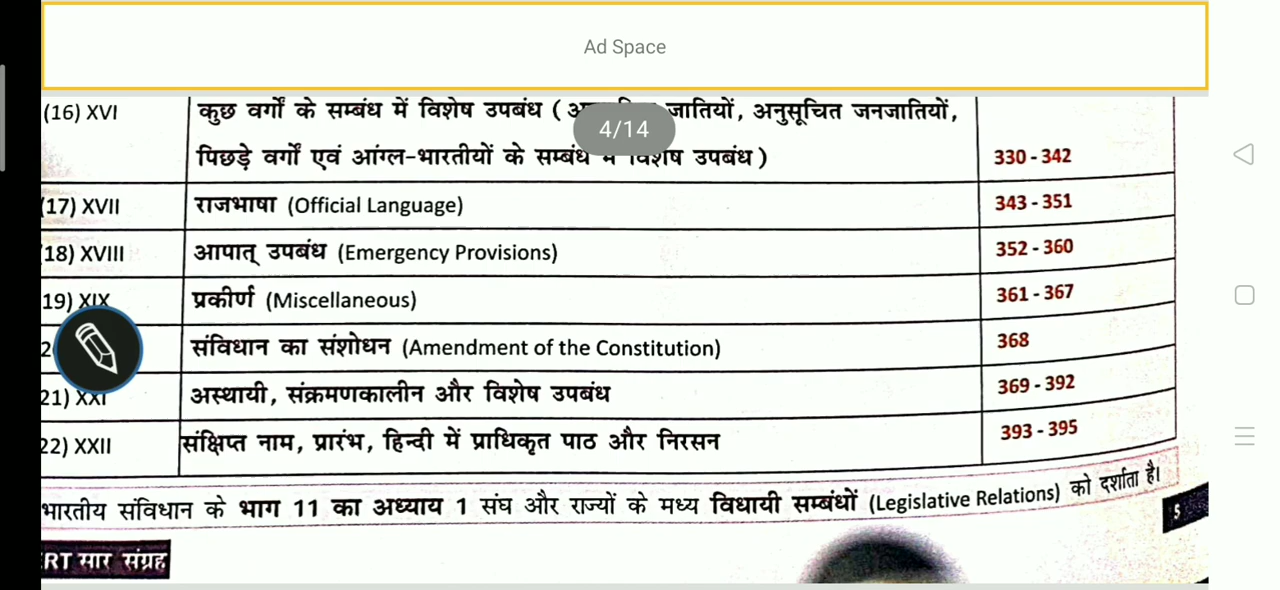 Ad Space
(16) XVI कुछ वर्गों के सम्बंध में विशेष उपबंध ( जातियों, अनुसूचित जनजातियों,
4/14
पिछड़े वर्गों एवं आंग्ल-भारतीयों के सम्बंध में विशेष उपबंध ) 330 - 342
(17) XVII राजभाषा (Official Language) 343 - 351
18) XVIII आपात् उपबंध (Emergency Provisions) 352 - 360
19) XIX प्रकीर्ण (Miscellaneous) 361 - 367
संविधान का संशोधन (Amendment of the Constitution) 368
21) XXI अस्थायी, संक्रमणकालीन और विशेष उपबंध 369 - 392
22) XXII संक्षिप्त नाम, प्रारंभ, हिन्दी में प्राधिकृत पाठ और निरसन 393 - 395
भारतीय संविधान के भाग 11 का अध्याय 1 संघ और राज्यों के मध्य विधायी सम्बंधों (Legislative Relations) को दर्शाता है।
5
RT सार संग्रह